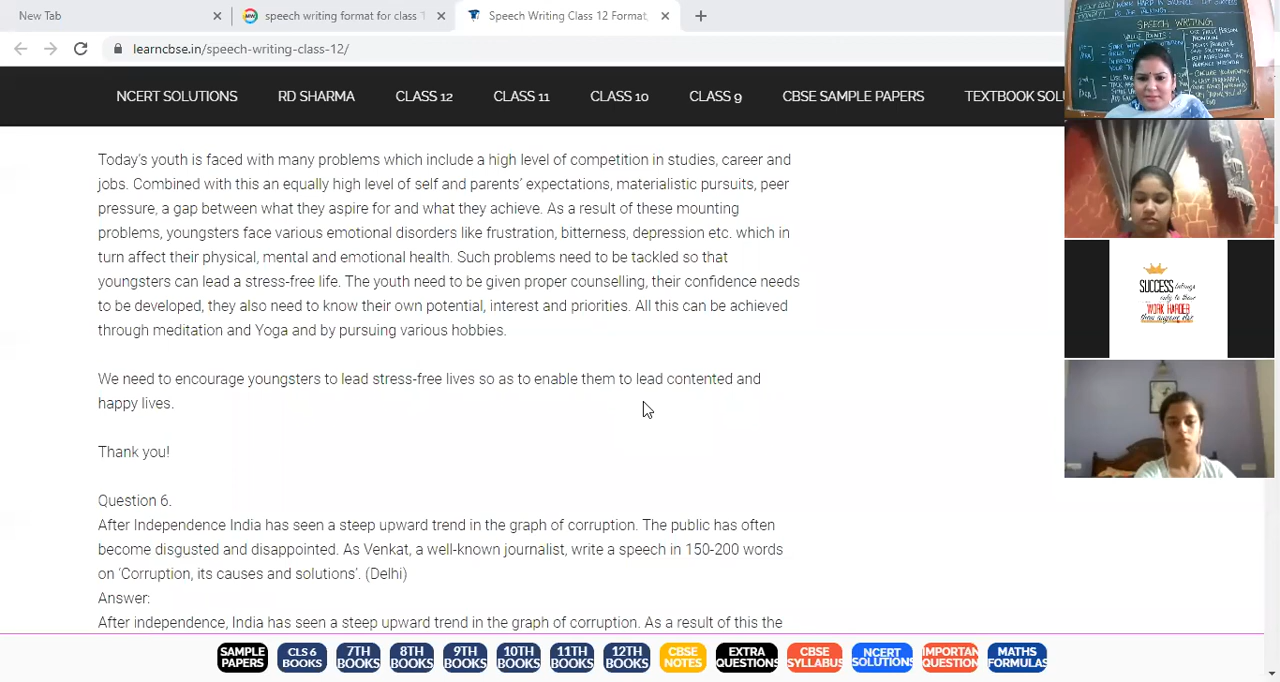 New Tab
speech writing format for class
Speech Writing Class 12 Format,
learncbse.in/speech-writing-class-12/
NCERT SOLUTIONS RD SHARMA CLASS 12 CLASS 11 CLASS 10 CLASS 9 CBSE SAMPLE PAPERS TEXTBOOK SOLU
Today's youth is faced with many problems which include a high level of competition in studies, career and
jobs. Combined with this an equally high level of self and parents' expectations, materialistic pursuits, peer
pressure, a gap between what they aspire for and what they achieve. As a result of these mounting
problems, youngsters face various emotional disorders like frustration, bitterness, depression etc. which in
turn affect their physical, mental and emotional health. Such problems need to be tackled so that
youngsters can lead a stress-free life. The youth need to be given proper counselling, their confidence needs
to be developed, they also need to know their own potential, interest and priorities. All this can be achieved
through meditation and Yoga and by pursuing various hobbies.
We need to encourage youngsters to lead stress-free lives so as to enable them to lead contented and
happy lives.
Thank you!
Question 6.
After Independence India has seen a steep upward trend in the graph of corruption. The public has often
become disgusted and disappointed. As Venkat, a well-known journalist, write a speech in 150-200 words
on 'Corruption, its causes and solutions'. (Delhi)
Answer:
After independence, India has seen a steep upward trend in the graph of corruption. As a result of this the
SAMPLE PAPERS
CLS 6 BOOKS
7TH BOOKS
8TH BOOKS
9TH BOOKS
10TH BOOKS
11TH BOOKS
12TH BOOKS
CBSE NOTES
EXTRA QUESTIONS
CBSE SYLLABUS
NCERT SOLUTIONS
IMPORTAN QUESTION
MATHS FORMULAS
SPEECH WRITING
VALUE POINTS
SUCCESS belongs
only to those
WORK HARDER
than anyone else